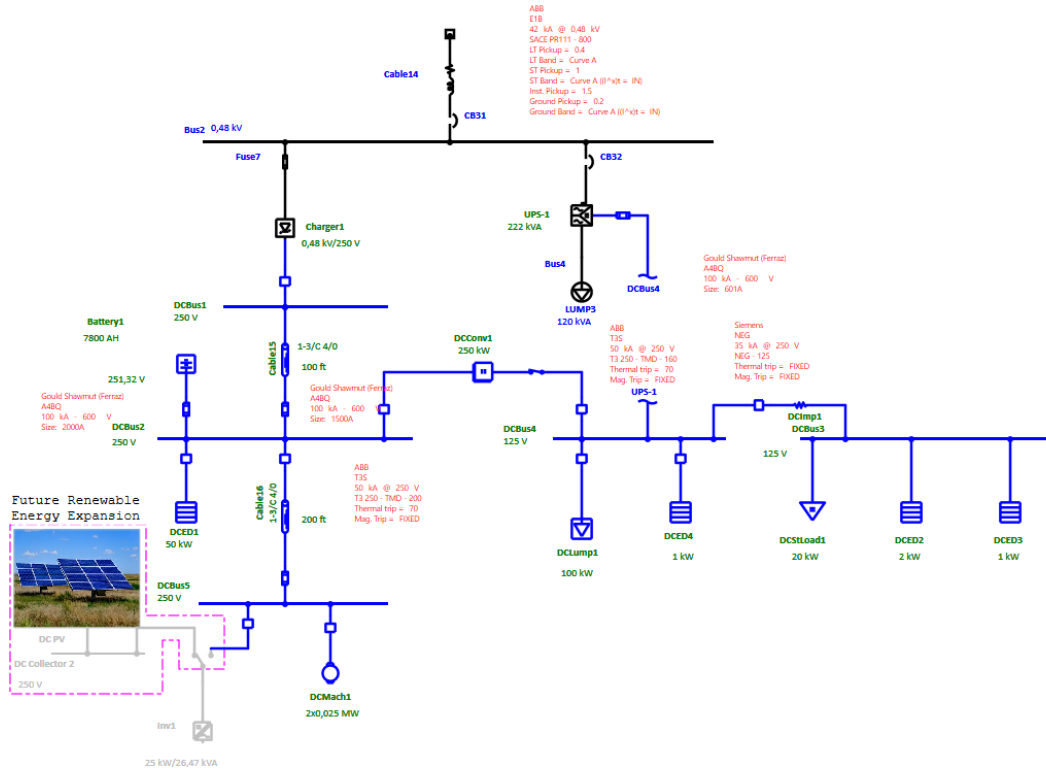 ABB
E1B
42 kA @ 0,48 kV
SACE PR111 - 800
LT Pickup = 0.4
LT Band = Curve A
ST Pickup = 1
ST Band = Curve A ((I^x)t = IN)
Inst. Pickup = 1.5
Ground Pickup = 0.2
Ground Band = Curve A ((I^x)t = IN)
Cable14
CB31
Bus2 0,48 kV
Fuse7
CB32
UPS-1
222 kVA
Charger1
0,48 kV/250 V
Bus4
DCBus4
Gould Shawmut (Ferraz)
A4BQ
100 kA - 600 V
Size: 601A
LUMP3
120 kVA
DCBus1
250 V
Battery1
7800 AH
251,32 V
Cable15
1-3/C 4/0
100 ft
DCConv1
250 kW
ABB
T3S
50 kA @ 250 V
T3 250 - TMD - 160
Thermal trip = 70
Mag. Trip = FIXED
UPS-1
Siemens
NEG
35 kA @ 250 V
NEG - 125
Thermal trip = FIXED
Mag. Trip = FIXED
Gould Shawmut (Ferraz)
A4BQ
100 kA - 600 V
Size: 2000A
Gould Shawmut (Ferraz)
A4BQ
100 kA - 600 V
Size: 1500A
DCBus2
250 V
DCBus4
125 V
DCImp1
DCBus3
125 V
ABB
T3S
50 kA @ 250 V
T3 250 - TMD - 200
Thermal trip = 70
Mag. Trip = FIXED
Cable16
1-3/C 4/0
200 ft
DCED1
50 kW
DCLump1
100 kW
DCED4
1 kW
DCStLoad1
20 kW
DCED2
2 kW
DCED3
1 kW
Future Renewable
Energy Expansion
DCBus5
250 V
DC PV
DC Collector 2
250 V
DCMach1
2x0,025 MW
Inv1
25 kW/26,47 kVA